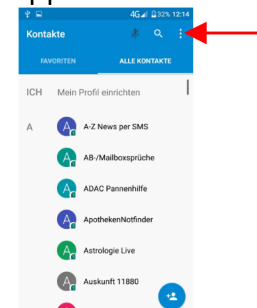 4G 32% 12:14
Kontakte
FAVORITEN ALLE KONTAKTE
ICH Mein Profil einrichten
A A A-Z News per SMS
A AB-/Mailboxsprüche
A ADAC Pannenhilfe
A ApothekenNotfinder
A Astrologie Live
A Auskunft 11880